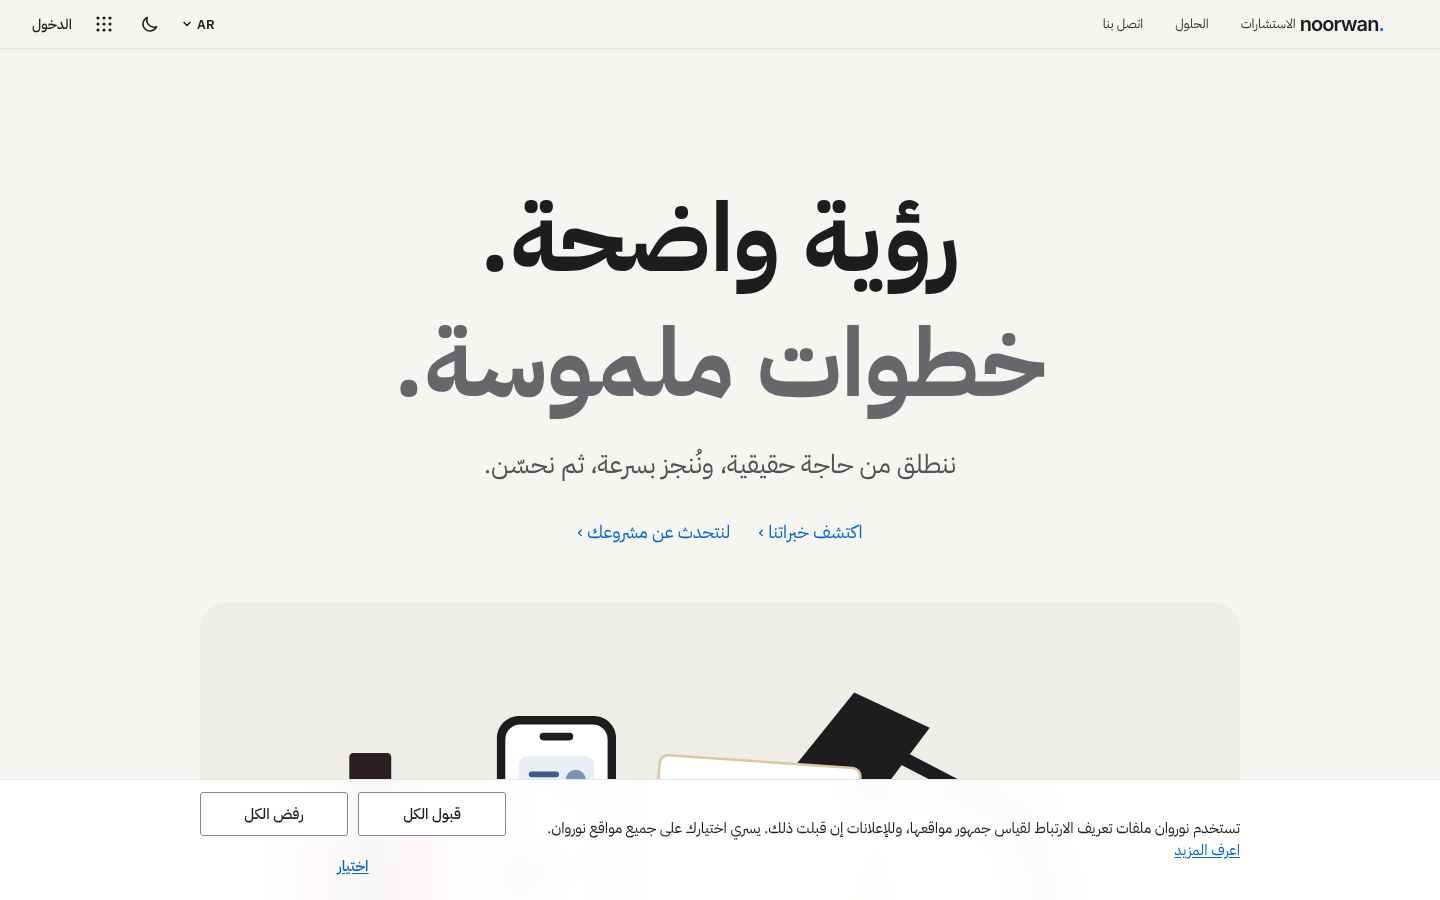 noorwan.
الاستشارات
الحلول
اتصل بنا
AR
الدخول
رؤية واضحة.
خطوات ملموسة.
ننطلق من حاجة حقيقية، ونُنجز بسرعة، ثم نحسّن.
اكتشف خبراتنا ›
لنتحدث عن مشروعك ›
تستخدم نوروان ملفات تعريف الارتباط لقياس جمهور مواقعها، وللإعلانات إن قبلت ذلك. يسري اختيارك على جميع مواقع نوروان.
اعرف المزيد
قبول الكل
رفض الكل
اختيار